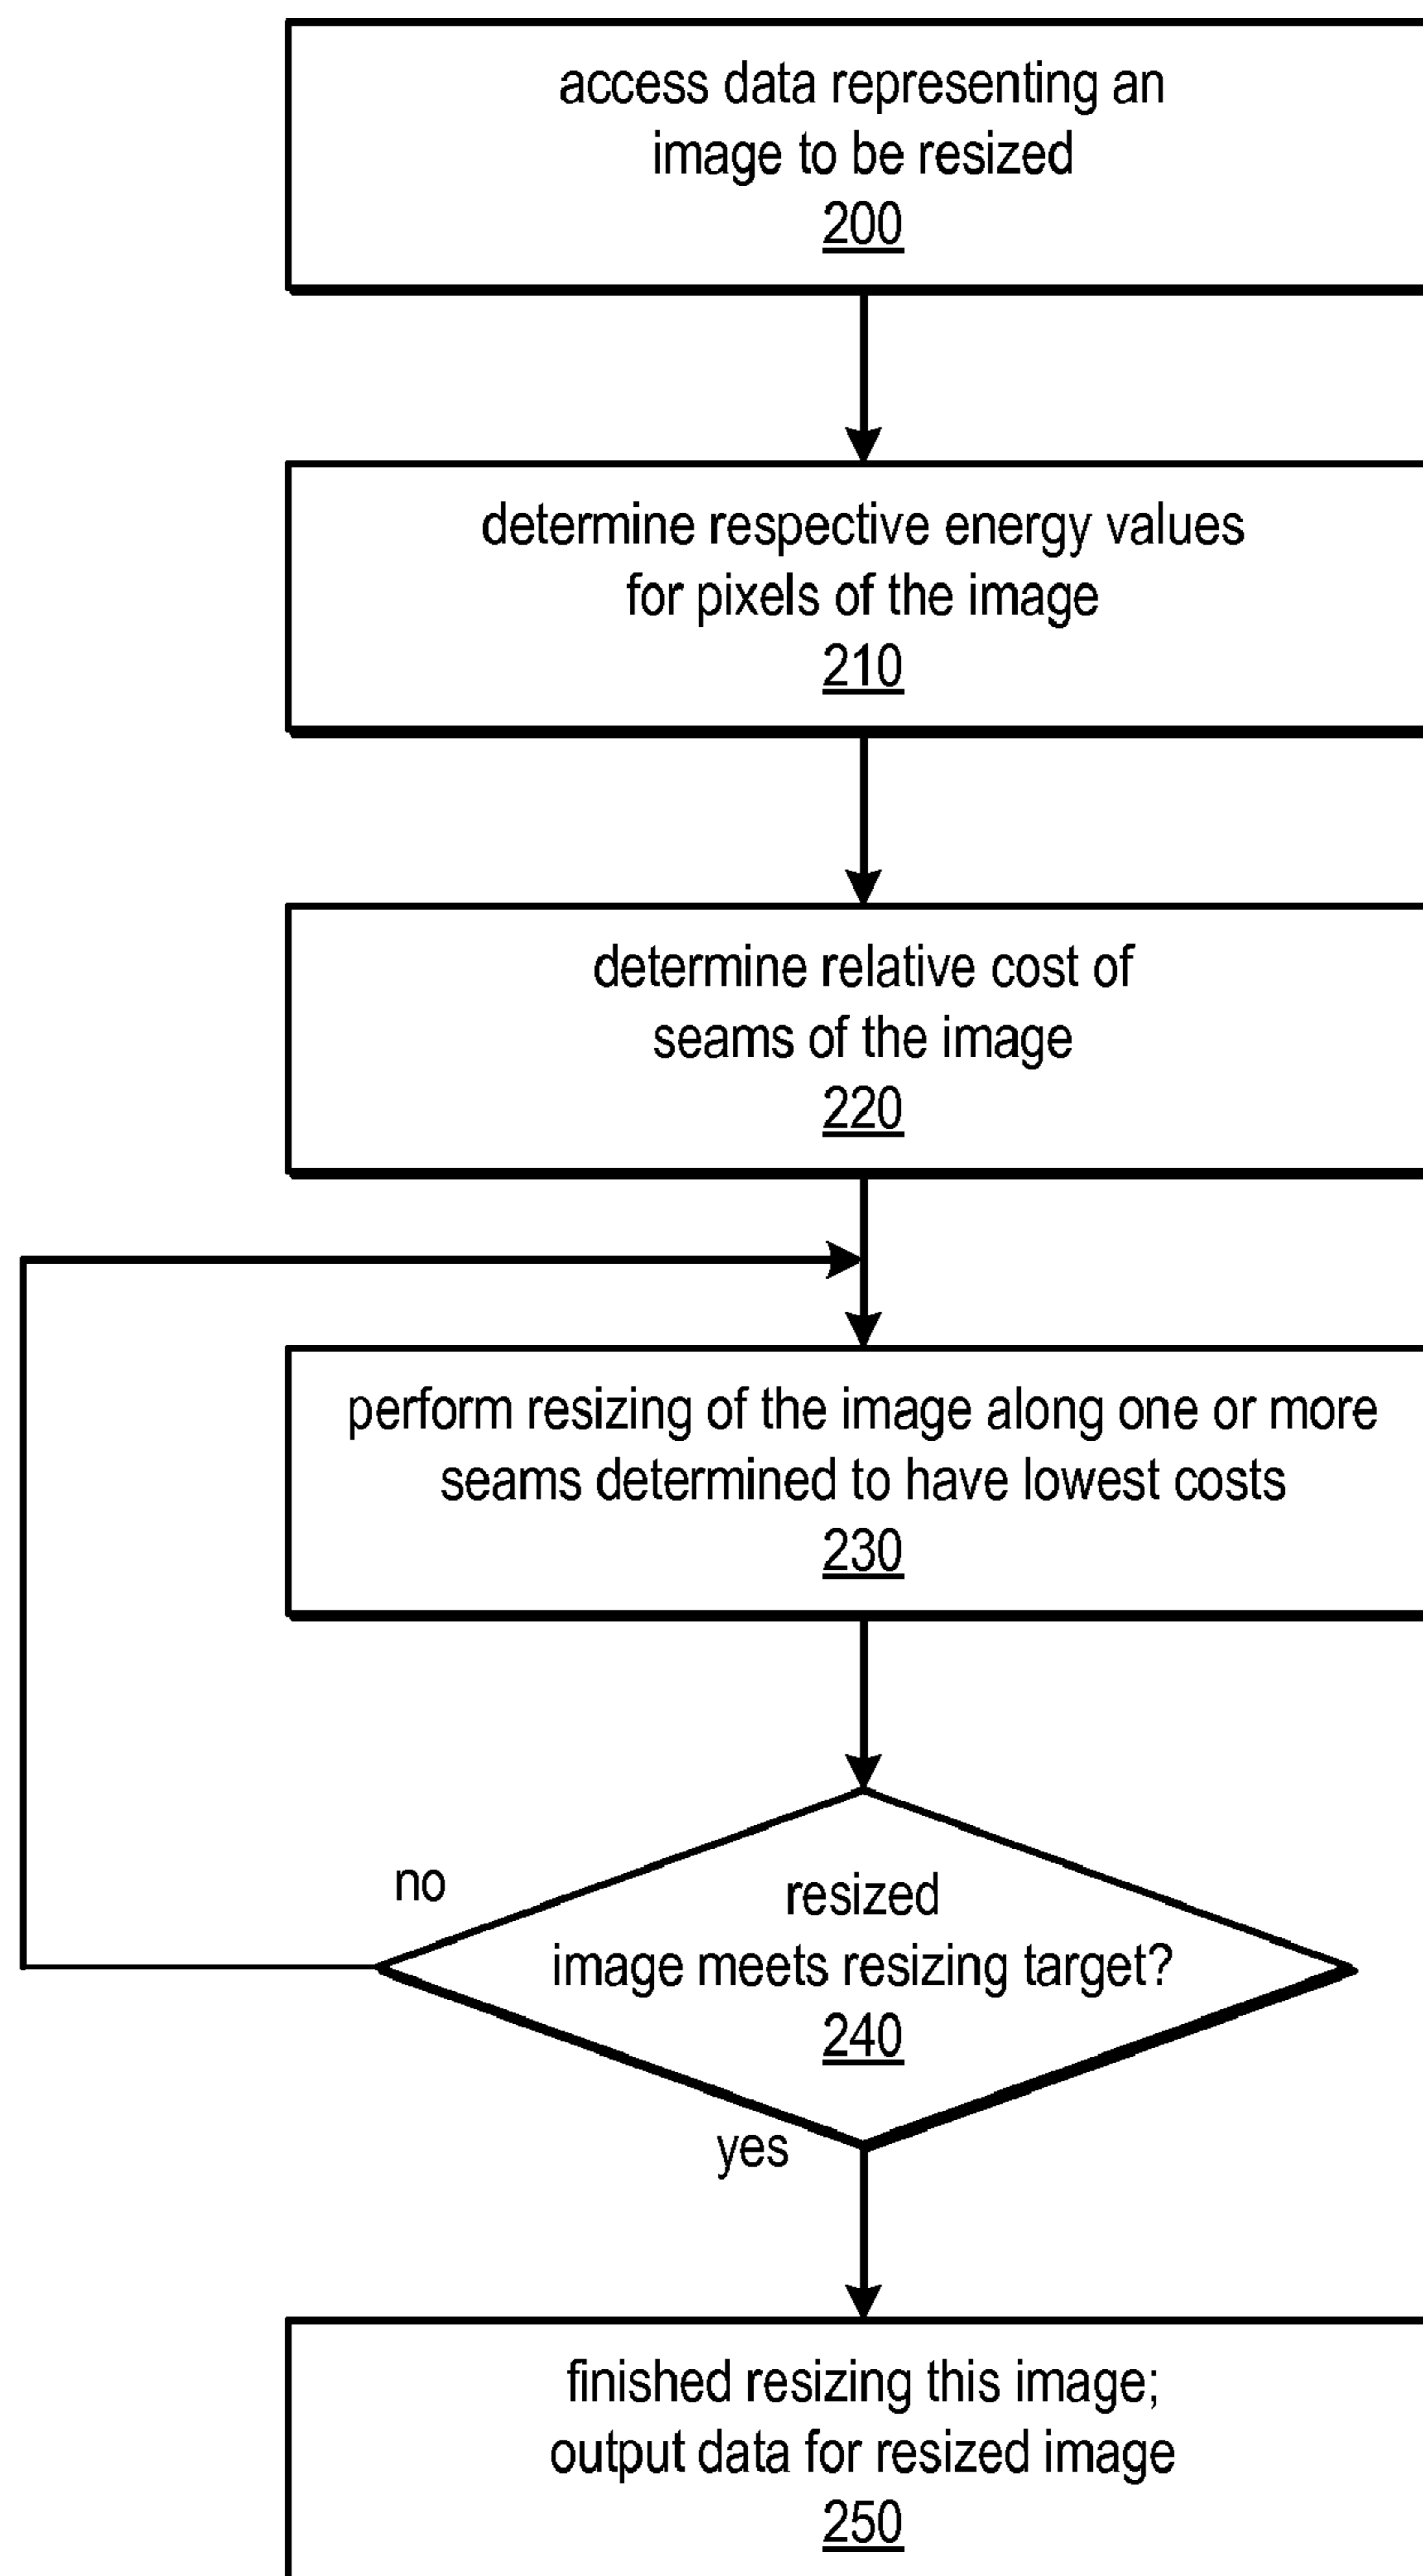 access data representing an
image to be resized
200
determine respective energy values
for pixels of the image
210
determine relative cost of
seams of the image
220
perform resizing of the image along one or more
seams determined to have lowest costs
230
no
resized
image meets resizing target?
240
yes
finished resizing this image;
output data for resized image
250